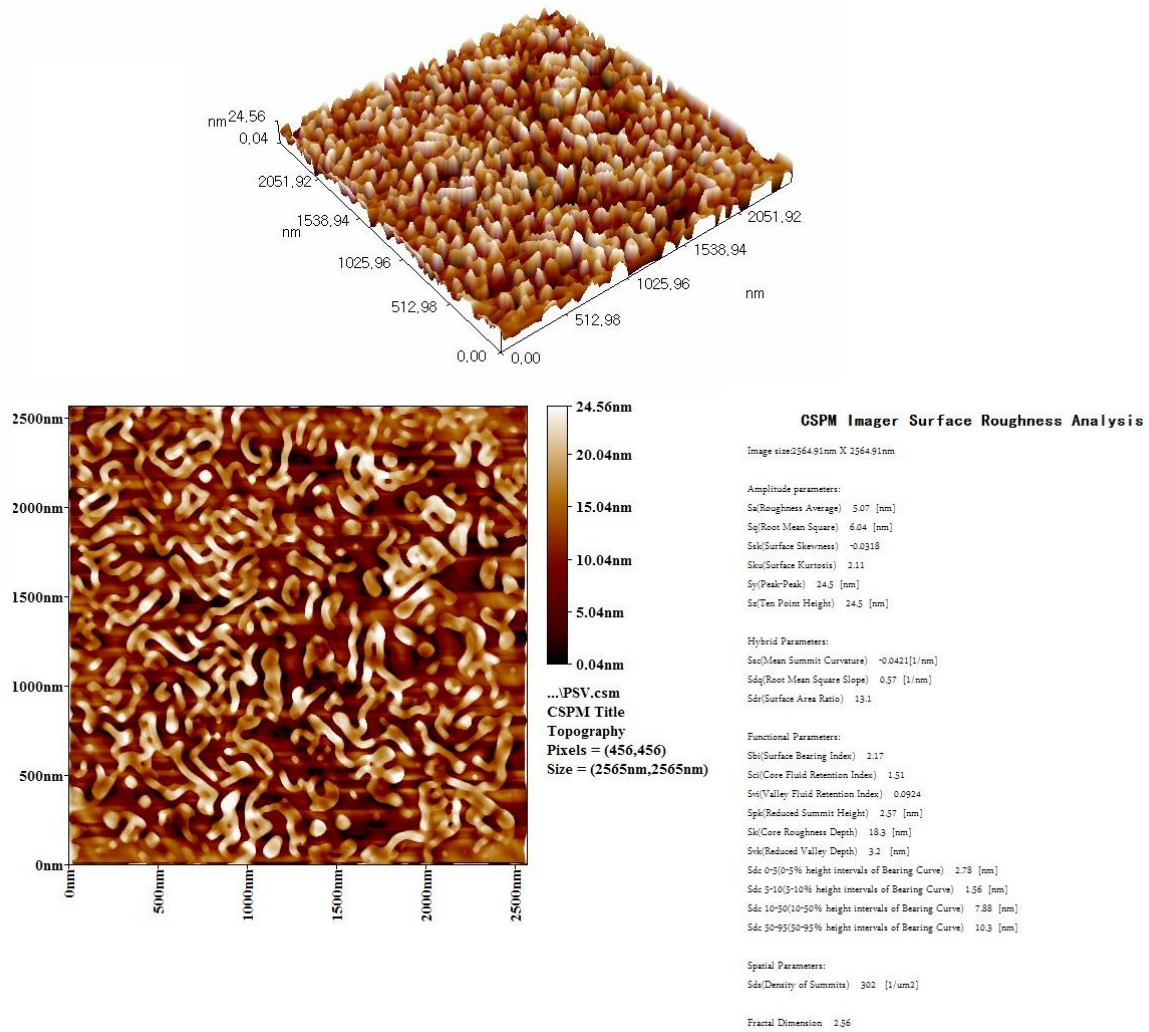 nm 24,56
0,04
2051,92
1538,94
nm
1025,96
512,98
0,00
0,00
512,98
1025,96
1538,94
2051,92
nm
2500nm
2000nm
1500nm
1000nm
500nm
0nm
0nm
500nm
1000nm
1500nm
2000nm
2500nm
24.56nm
20.04nm
15.04nm
10.04nm
5.04nm
0.04nm
...\PSV.csm
CSPM Title
Topography
Pixels = (456,456)
Size = (2565nm,2565nm)
CSPM Imager Surface Roughness Analysis
Image size:2564.91nm X 2564.91nm
Amplitude parameters:
Sa(Roughness Average) 5.07 [nm]
Sq(Root Mean Square) 6.04 [nm]
Ssk(Surface Skewness) -0.0318
Sku(Surface Kurtosis) 2.11
Sy(Peak-Peak) 24.5 [nm]
Sz(Ten Point Height) 24.5 [nm]
Hybrid Parameters:
Ssc(Mean Summit Curvature) -0.0421[1/nm]
Sdq(Root Mean Square Slope) 0.57 [1/nm]
Sdr(Surface Area Ratio) 13.1
Functional Parameters:
Sbi(Surface Bearing Index) 2.17
Sci(Core Fluid Retention Index) 1.51
Svi(Valley Fluid Retention Index) 0.0924
Spk(Reduced Summit Height) 2.57 [nm]
Sk(Core Roughness Depth) 18.3 [nm]
Svk(Reduced Valley Depth) 3.2 [nm]
Sdc 0-5(0-5% height intervals of Bearing Curve) 2.78 [nm]
Sdc 5-10(5-10% height intervals of Bearing Curve) 1.56 [nm]
Sdc 10-50(10-50% height intervals of Bearing Curve) 7.88 [nm]
Sdc 50-95(50-95% height intervals of Bearing Curve) 10.3 [nm]
Spatial Parameters:
Sds(Density of Summits) 302 [1/um2]
Fractal Dimension 2.56